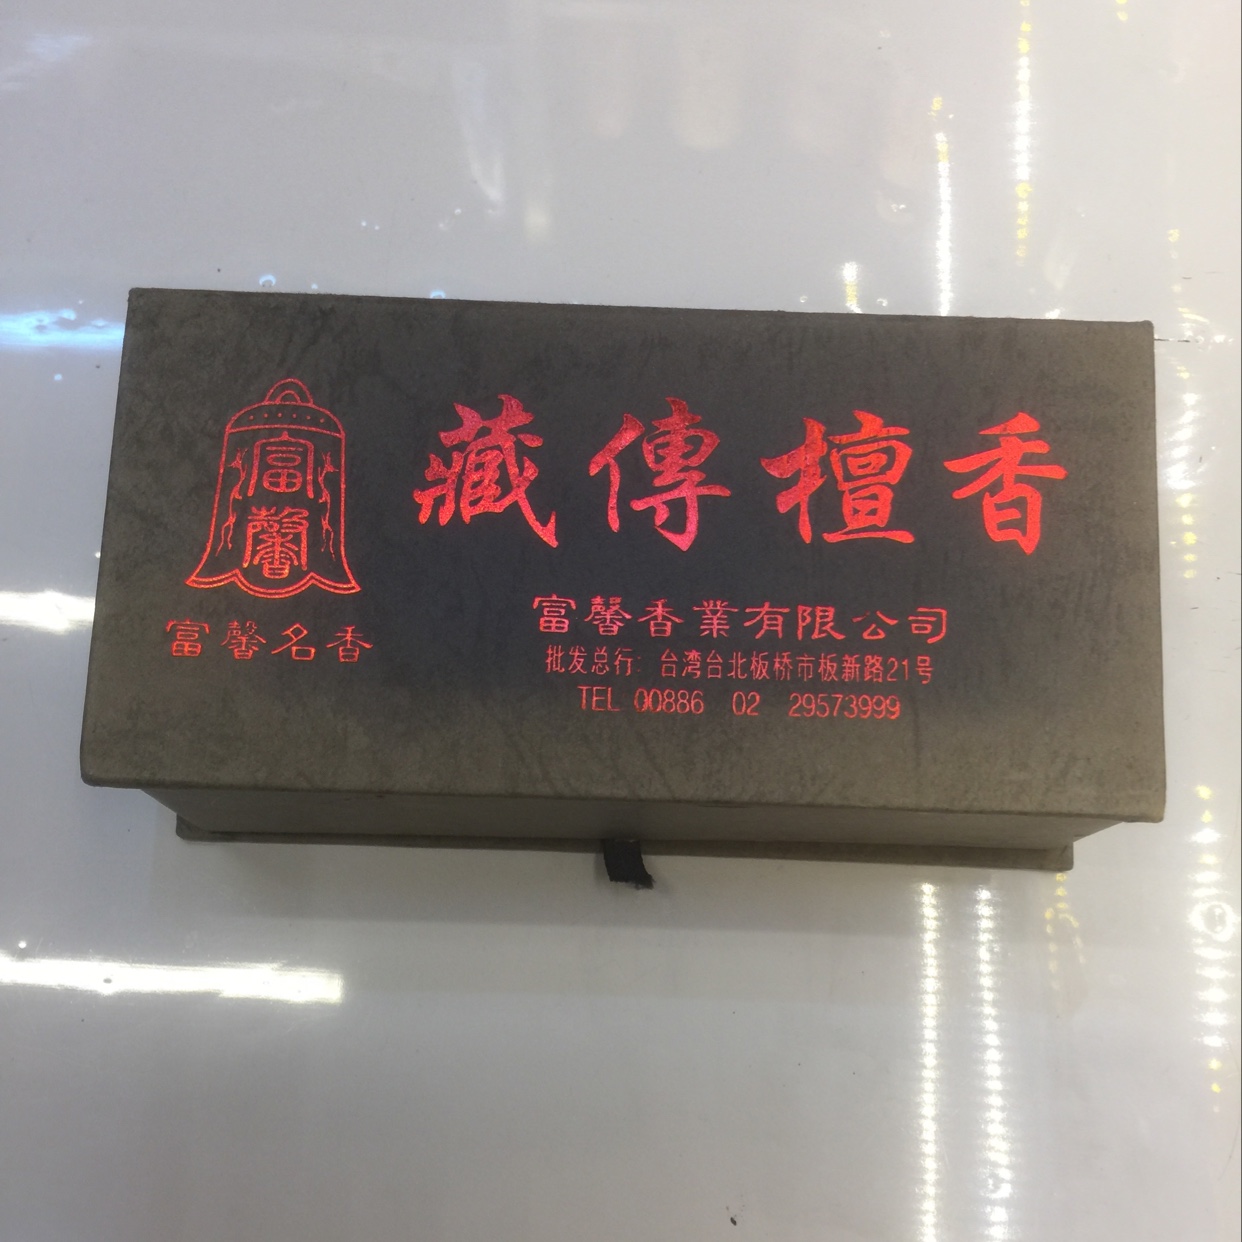 富馨
藏傳檀香
富馨名香
富馨香業有限公司
批发总行: 台湾台北板桥市板新路21号
TEL 00886 02 29573999